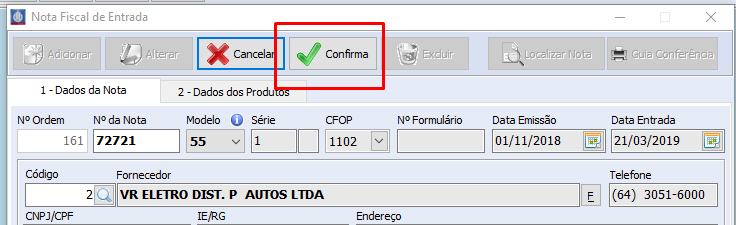 Nota Fiscal de Entrada
Adicionar Alterar Cancelar Confirma Excluir Localizar Nota Guia Conferência
1 - Dados da Nota 2 - Dados dos Produtos
Nº Ordem Nº da Nota Modelo i Série CFOP Nº Formulário Data Emissão Data Entrada
161 72721 55 1 1102 01/11/2018 21/03/2019
Código Fornecedor Telefone
2 VR ELETRO DIST. P AUTOS LTDA F (64) 3051-6000
CNPJ/CPF IE/RG Endereço